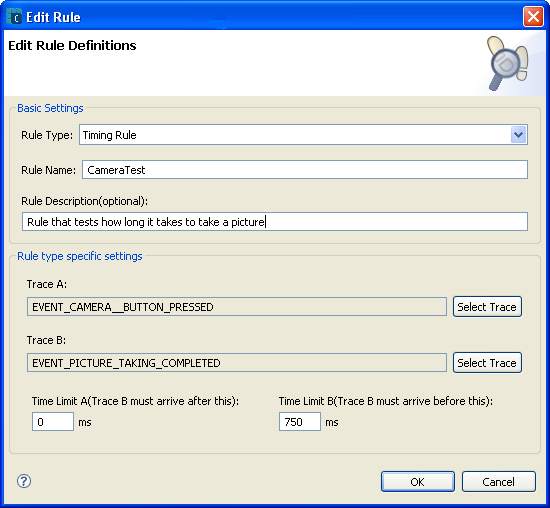 Edit Rule
Edit Rule Definitions
Basic Settings
Rule Type: Timing Rule
Rule Name: CameraTest
Rule Description(optional):
Rule that tests how long it takes to take a picture
Rule type specific settings
Trace A:
EVENT_CAMERA__BUTTON_PRESSED Select Trace
Trace B:
EVENT_PICTURE_TAKING_COMPLETED Select Trace
Time Limit A(Trace B must arrive after this): Time Limit B(Trace B must arrive before this):
0 ms 750 ms
? OK Cancel